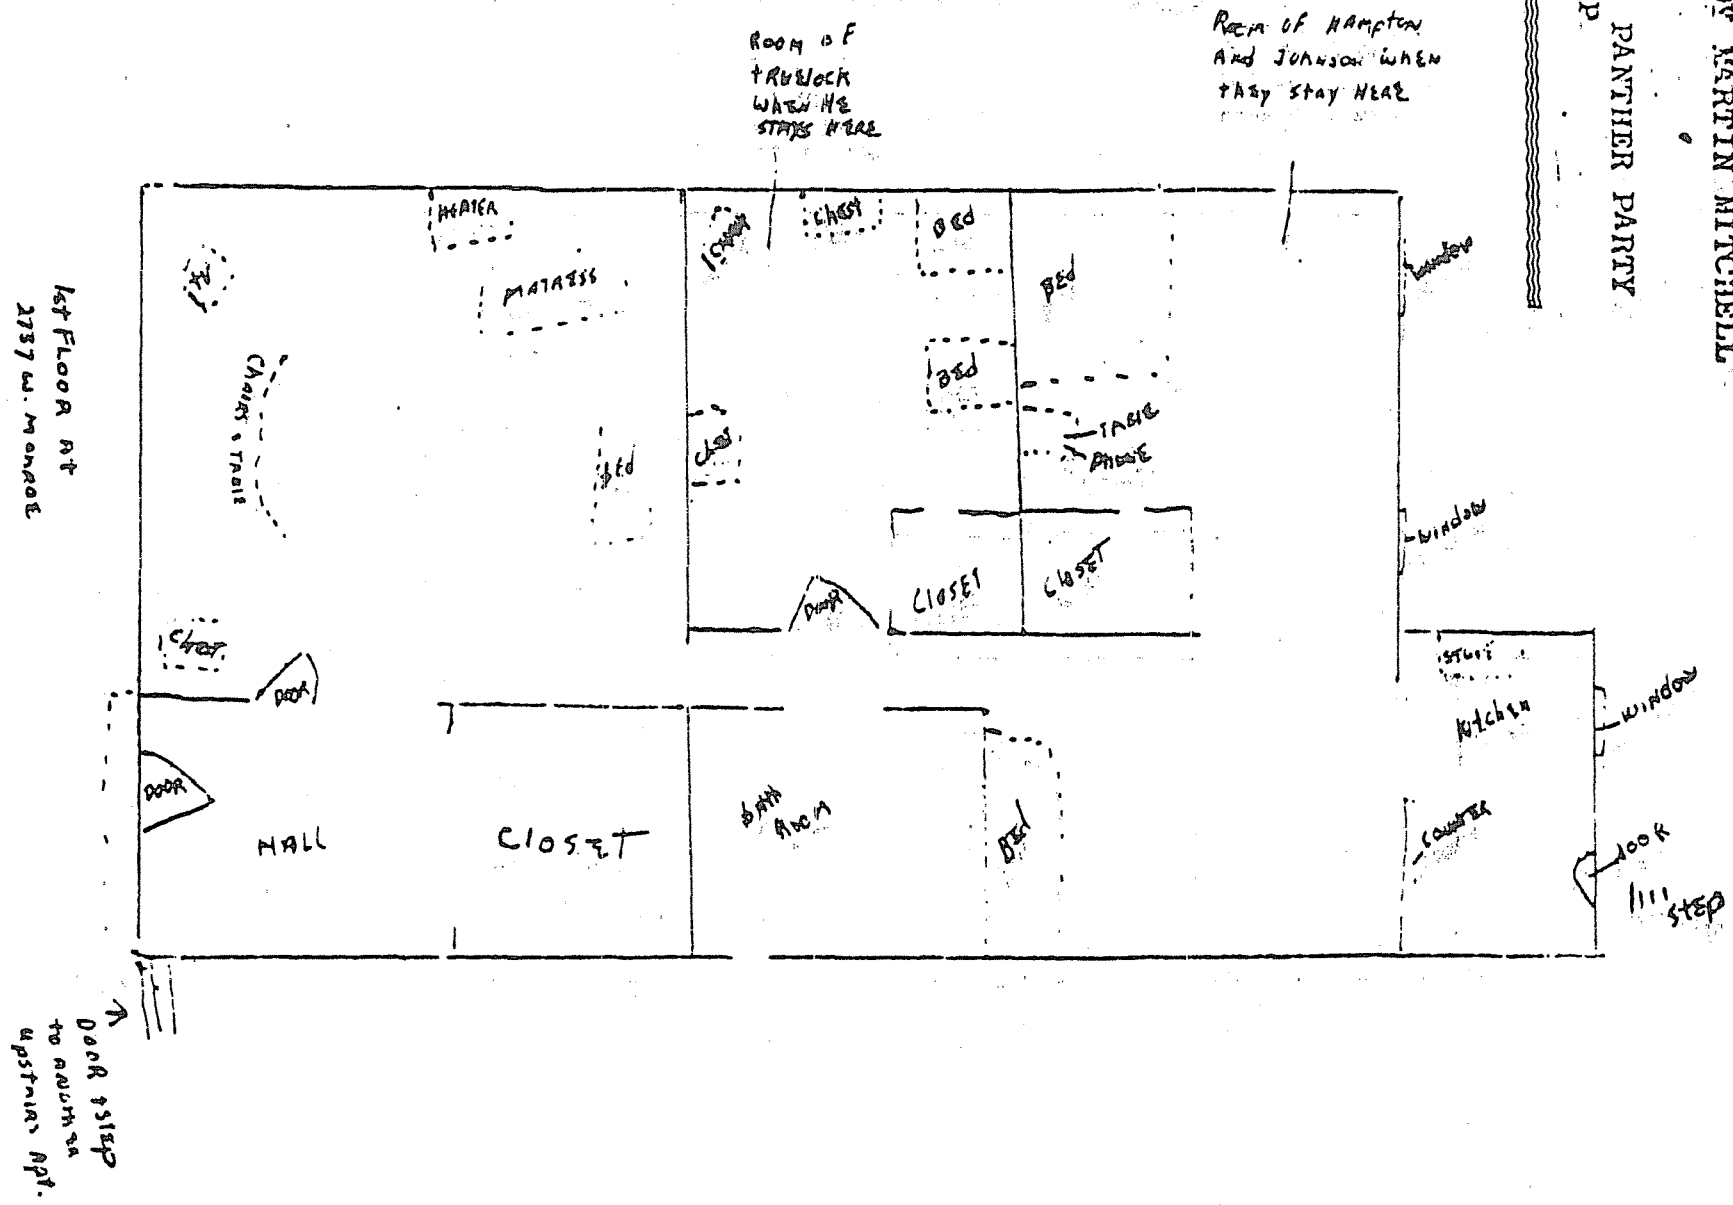 MARTIN MITCHELL
PANTHER PARTY
P
ROOM OF
TRUELOCK
WHEN HE
STAYS HERE
ROOM OF HAMPTON
AND JOHNSON WHEN
THEY STAY HERE
HEATER
MATRESS
CHAIRS & TABLE
BED
CHEST
BED
BED
BED
TABLE
PHONE
CLOSET
CLOSET
DOOR
WINDOW
WINDOW
DOOR
DOOR
HALL
CLOSET
BATH
ROOM
BED
KITCHEN
COUNTER
WINDOW
DOOR
STEP
1ST FLOOR AT
2337 W. MONROE
DOOR & STEP
TO ANOTHER
UPSTAIRS APT.